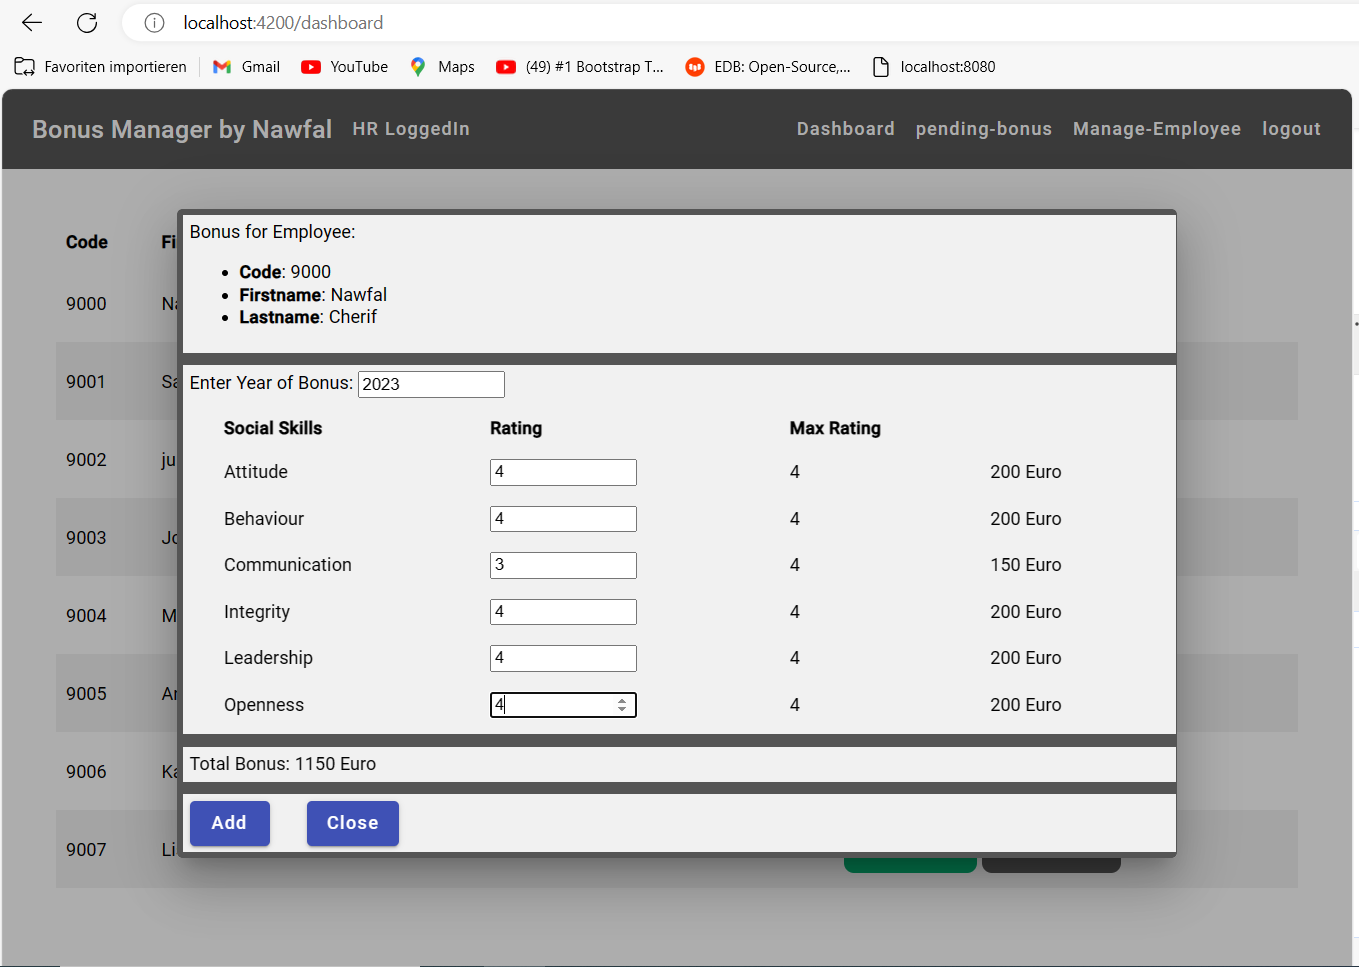 localhost:4200/dashboard
Favoriten importieren Gmail YouTube Maps (49) #1 Bootstrap T... EDB: Open-Source,... localhost:8080
Bonus Manager by Nawfal HR LoggedIn Dashboard pending-bonus Manage-Employee logout
Code Fi
9000 Na
9001 Sa
9002 ju
9003 Jo
9004 M
9005 An
9006 Ka
9007 Li
Bonus for Employee:
• Code: 9000
• Firstname: Nawfal
• Lastname: Cherif
Enter Year of Bonus: 2023
Social Skills Rating Max Rating
Attitude 4 4 200 Euro
Behaviour 4 4 200 Euro
Communication 3 4 150 Euro
Integrity 4 4 200 Euro
Leadership 4 4 200 Euro
Openness 4 4 200 Euro
Total Bonus: 1150 Euro
Add Close